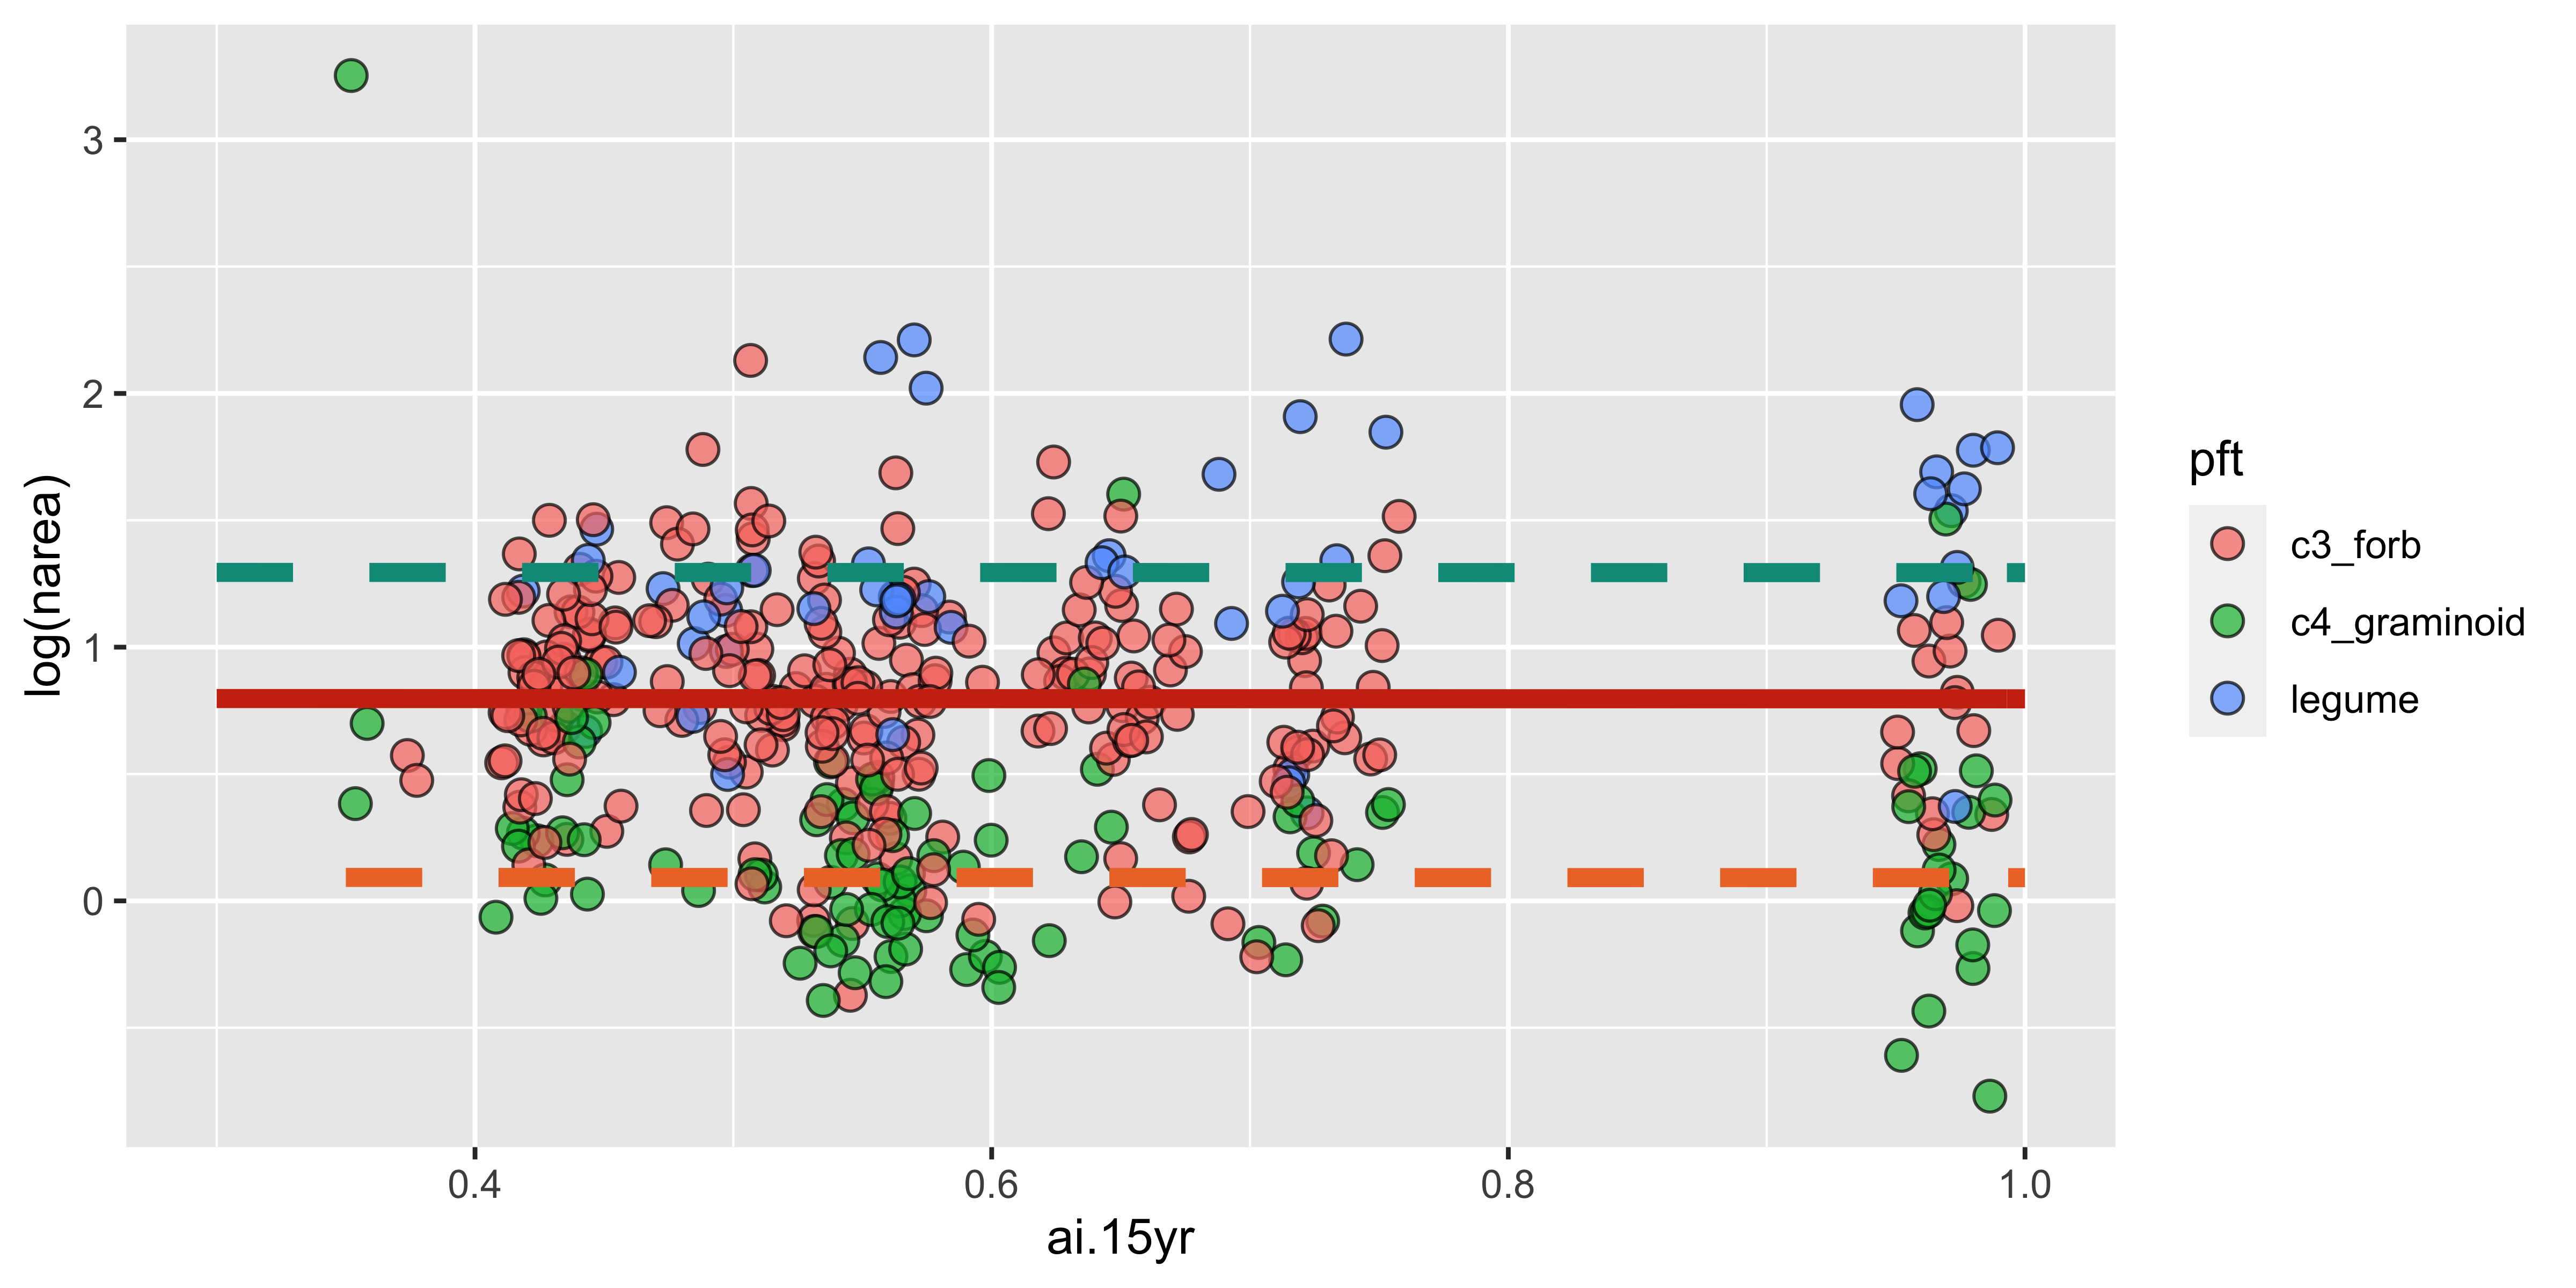 log(narea)
3
2
1
0
0.4 0.6 0.8 1.0
ai.15yr
pft
c3_forb
c4_graminoid
legume